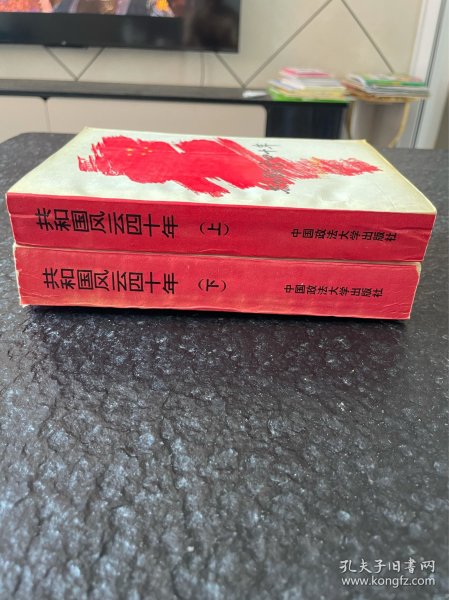 共和国风云四十年 （上） 中国政法大学出版社
共和国风云四十年 （下） 中国政法大学出版社
孔夫子旧书网
www.kongfz.com